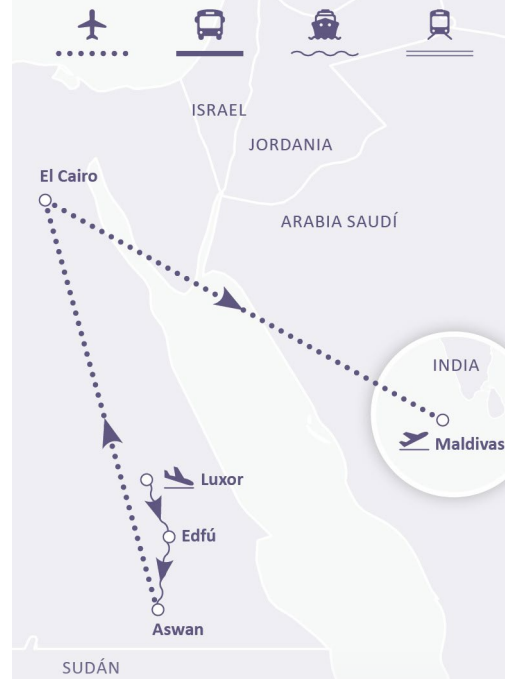 ISRAEL
JORDANIA
El Cairo
ARABIA SAUDÍ
INDIA
Maldivas
Luxor
Edfú
Aswan
SUDÁN